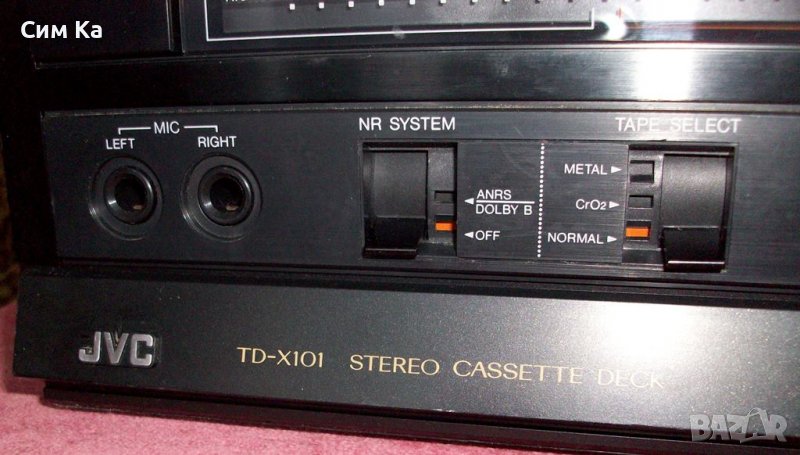 Сим Ка
MIC
LEFT RIGHT
NR SYSTEM
ANRS
DOLBY B
OFF
TAPE SELECT
METAL
CrO2
NORMAL
JVC
TD-X101 STEREO CASSETTE DECK
BAZAR